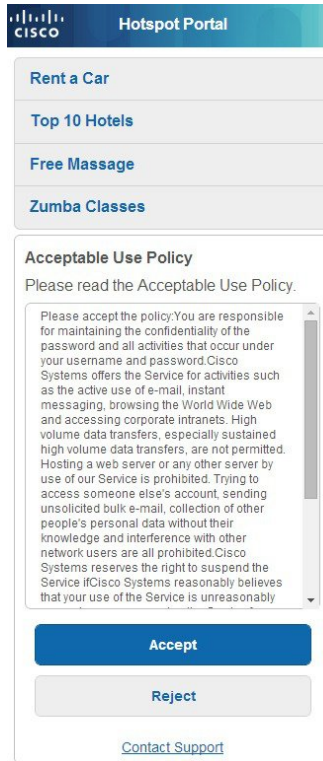 CISCO
Hotspot Portal
Rent a Car
Top 10 Hotels
Free Massage
Zumba Classes
Acceptable Use Policy
Please read the Acceptable Use Policy.
Please accept the policy:You are responsible
for maintaining the confidentiality of the
password and all activities that occur under
your username and password.Cisco
Systems offers the Service for activities such
as the active use of e-mail, instant
messaging, browsing the World Wide Web
and accessing corporate intranets. High
volume data transfers, especially sustained
high volume data transfers, are not permitted.
Hosting a web server or any other server by
use of our Service is prohibited. Trying to
access someone else's account, sending
unsolicited bulk e-mail, collection of other
people's personal data without their
knowledge and interference with other
network users are all prohibited.Cisco
Systems reserves the right to suspend the
Service ifCisco Systems reasonably believes
that your use of the Service is unreasonably
Accept
Reject
Contact Support